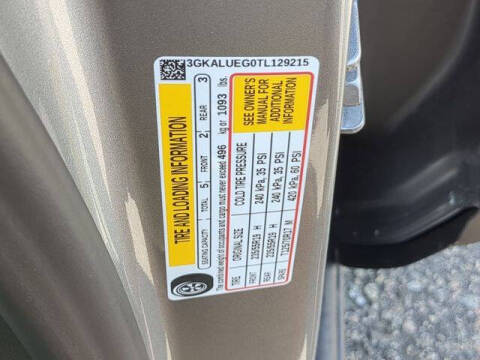 3GKALUEG0TL129215
TIRE AND LOADING INFORMATION
SEATING CAPACITY TOTAL 5 FRONT 2 REAR 3
The combined weight of occupants and cargo must never exceed 496 kg or 1093 lbs.
TIRE ORIGINAL SIZE COLD TIRE PRESSURE
FRONT 225/55R19 H 240 kPa, 35 PSI
REAR 225/55R19 H 240 kPa, 35 PSI
SPARE T125/70R17 M 420 kPa, 60 PSI
SEE OWNER'S
MANUAL FOR
ADDITIONAL
INFORMATION